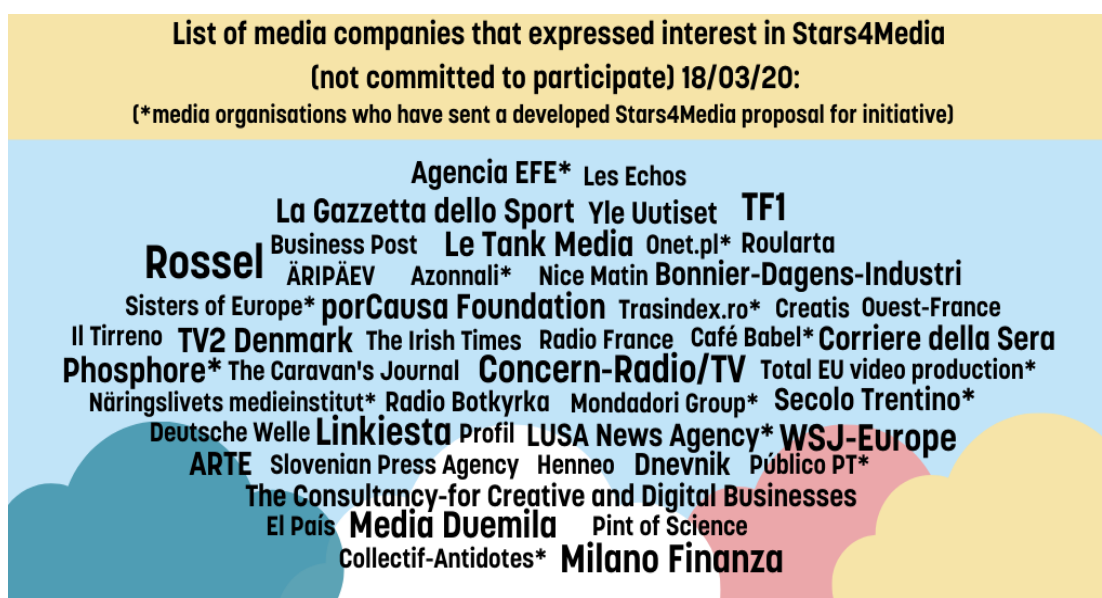 List of media companies that expressed interest in Stars4Media
(not committed to participate) 18/03/20:
(*media organisations who have sent a developed Stars4Media proposal for initiative)
Agencia EFE* Les Echos
La Gazzetta dello Sport Yle Uutiset TF1
Rossel Business Post Le Tank Media Onet.pl* Roularta
ÄRIPÄEV Azonnali* Nice Matin Bonnier-Dagens-Industri
Sisters of Europe* porCausa Foundation Trasindex.ro* Creatis Ouest-France
Il Tirreno TV2 Denmark The Irish Times Radio France Café Babel* Corriere della Sera
Phosphore* The Caravan's Journal Concern-Radio/TV Total EU video production*
Näringslivets medieinstitut* Radio Botkyrka Mondadori Group* Secolo Trentino*
Deutsche Welle Linkiesta Profil LUSA News Agency* WSJ-Europe
ARTE Slovenian Press Agency Henneo Dnevnik Público PT*
The Consultancy-for Creative and Digital Businesses
El País Media Duemila Pint of Science
Collectif-Antidotes* Milano Finanza